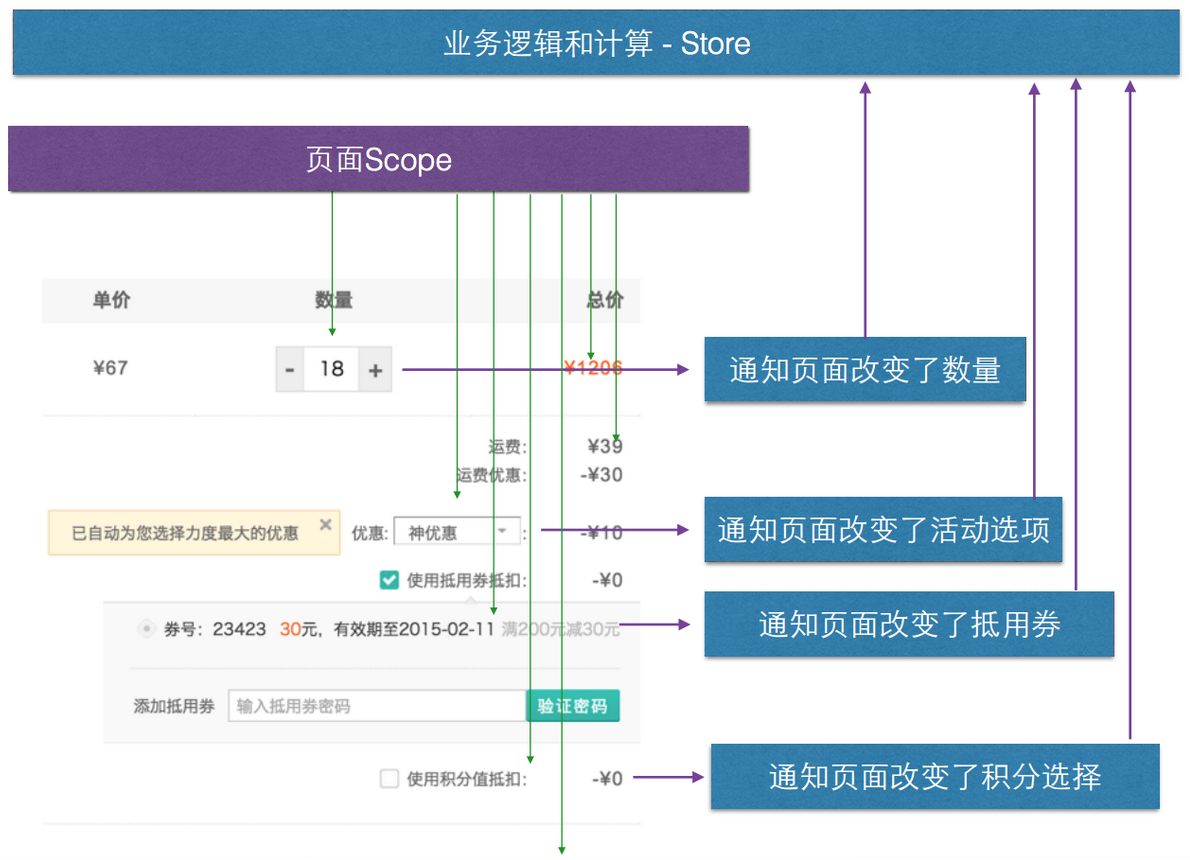 业务逻辑和计算 - Store
页面Scope
单价 数量 总价
¥67 - 18 + ¥1206
通知页面改变了数量
运费: ¥39
运费优惠: -¥30
已自动为您选择力度最大的优惠 × 优惠: 神优惠 : -¥10
通知页面改变了活动选项
使用抵用券抵扣: -¥0
券号: 23423 30元, 有效期至2015-02-11 满200元减30元
通知页面改变了抵用券
添加抵用券 输入抵用券密码 验证密码
使用积分值抵扣: -¥0
通知页面改变了积分选择